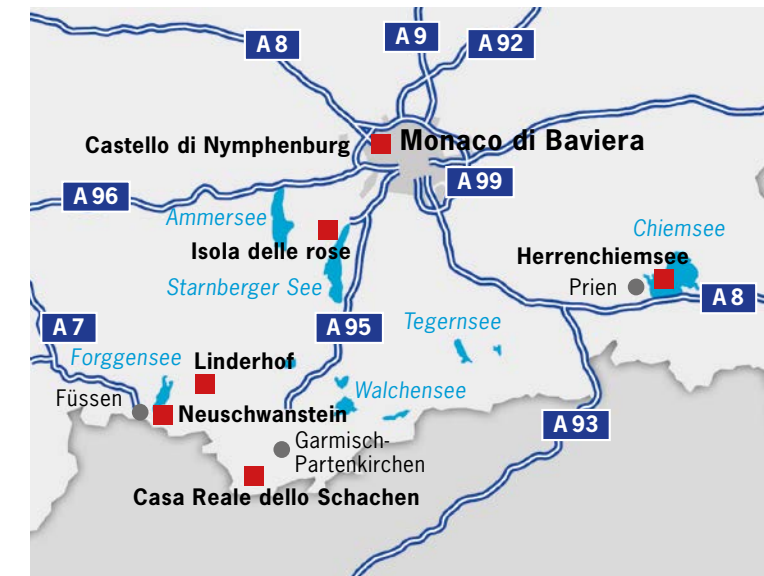 A 8
A 9
A 92
Castello di Nymphenburg
Monaco di Baviera
A 99
A 96
Ammersee
Isola delle rose
Chiemsee
Herrenchiemsee
Starnberger See
Prien
A 8
A 7
A 95
Tegernsee
Forggensee
Linderhof
Walchensee
Füssen
Neuschwanstein
A 93
Garmisch-
Partenkirchen
Casa Reale dello Schachen